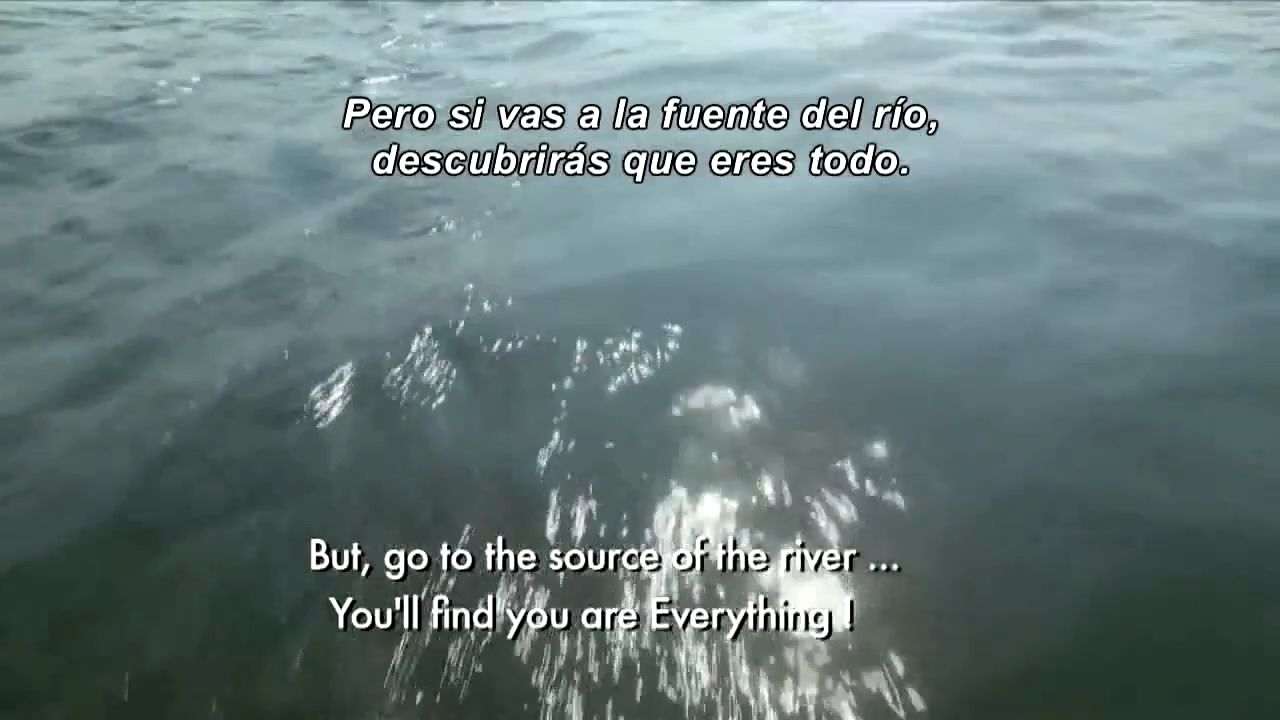 Pero si vas a la fuente del río,
descubrirás que eres todo.
But, go to the source of the river ...
You'll find you are Everything !